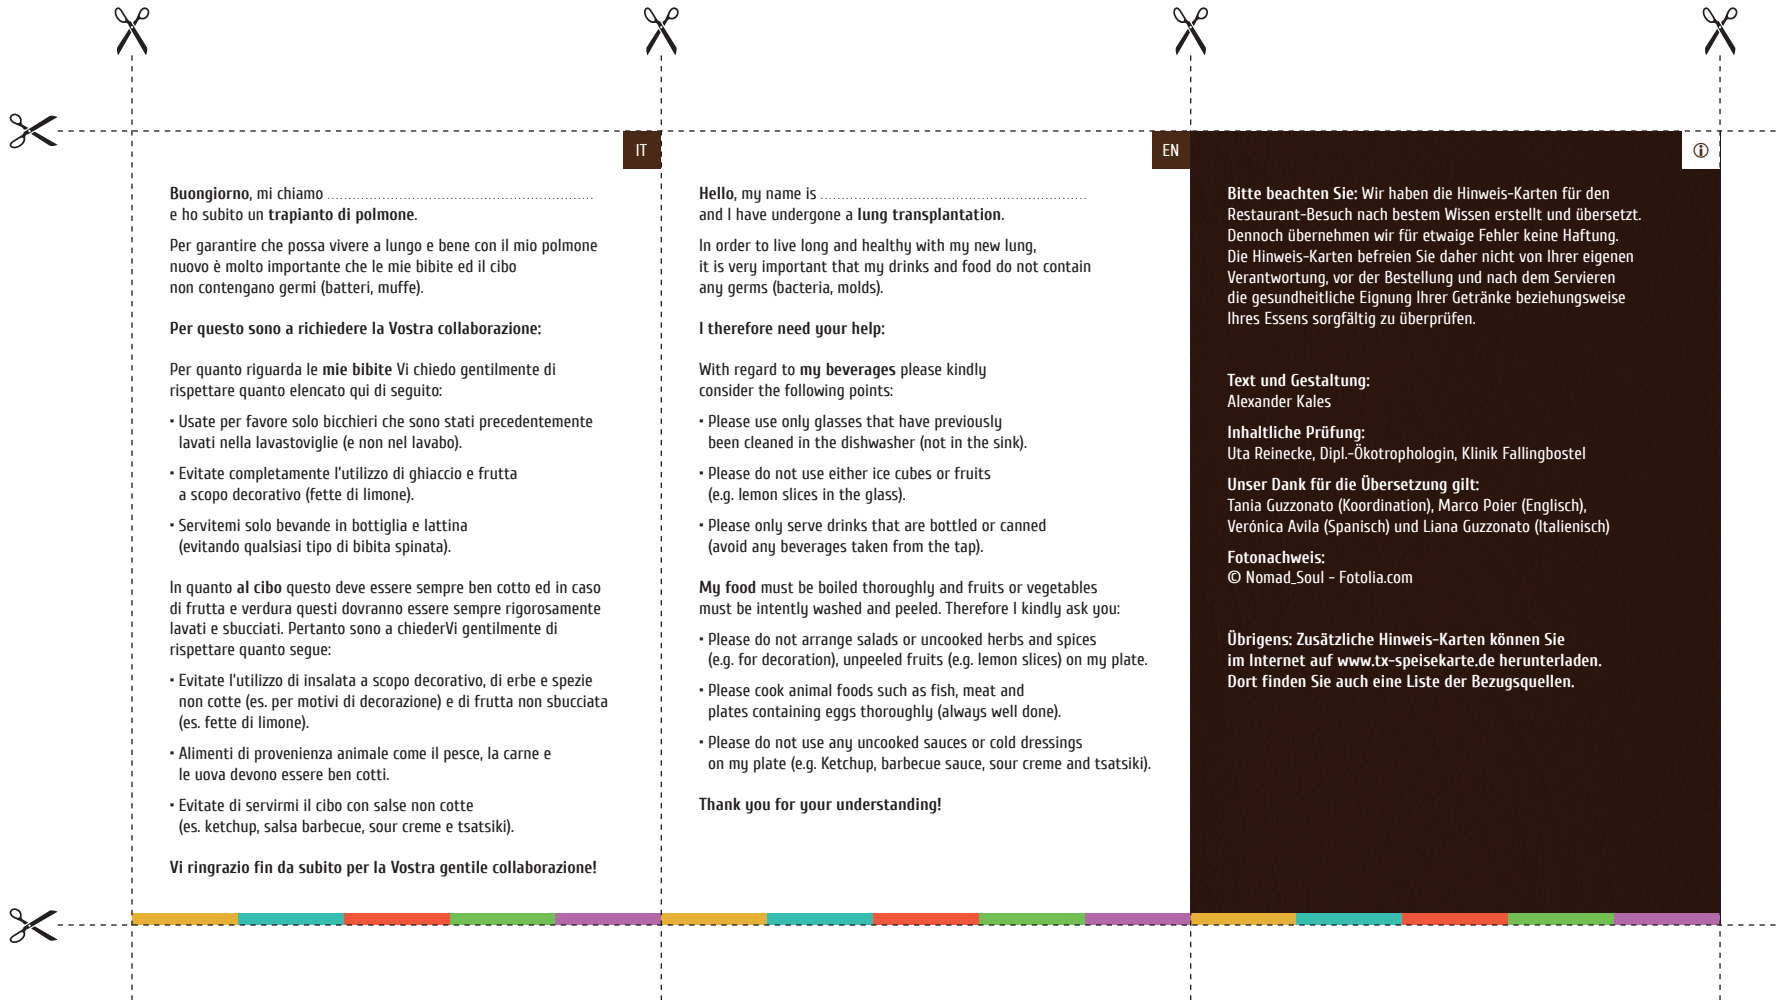 IT
Buongiorno, mi chiamo ................................................................
e ho subito un trapianto di polmone.
Per garantire che possa vivere a lungo e bene con il mio polmone
nuovo è molto importante che le mie bibite ed il cibo
non contengano germi (batteri, muffe).
Per questo sono a richiedere la Vostra collaborazione:
Per quanto riguarda le mie bibite Vi chiedo gentilmente di
rispettare quanto elencato qui di seguito:
• Usate per favore solo bicchieri che sono stati precedentemente
lavati nella lavastoviglie (e non nel lavabo).
• Evitate completamente l'utilizzo di ghiaccio e frutta
a scopo decorativo (fette di limone).
• Servitemi solo bevande in bottiglia e lattina
(evitando qualsiasi tipo di bibita spinata).
In quanto al cibo questo deve essere sempre ben cotto ed in caso
di frutta e verdura questi dovranno essere sempre rigorosamente
lavati e sbucciati. Pertanto sono a chiederVi gentilmente di
rispettare quanto segue:
• Evitate l'utilizzo di insalata a scopo decorativo, di erbe e spezie
non cotte (es. per motivi di decorazione) e di frutta non sbucciata
(es. fette di limone).
• Alimenti di provenienza animale come il pesce, la carne e
le uova devono essere ben cotti.
• Evitate di servirmi il cibo con salse non cotte
(es. ketchup, salsa barbecue, sour creme e tsatsiki).
Vi ringrazio fin da subito per la Vostra gentile collaborazione!
EN
Hello, my name is ................................................................
and I have undergone a lung transplantation.
In order to live long and healthy with my new lung,
it is very important that my drinks and food do not contain
any germs (bacteria, molds).
I therefore need your help:
With regard to my beverages please kindly
consider the following points:
• Please use only glasses that have previously
been cleaned in the dishwasher (not in the sink).
• Please do not use either ice cubes or fruits
(e.g. lemon slices in the glass).
• Please only serve drinks that are bottled or canned
(avoid any beverages taken from the tap).
My food must be boiled thoroughly and fruits or vegetables
must be intently washed and peeled. Therefore I kindly ask you:
• Please do not arrange salads or uncooked herbs and spices
(e.g. for decoration), unpeeled fruits (e.g. lemon slices) on my plate.
• Please cook animal foods such as fish, meat and
plates containing eggs thoroughly (always well done).
• Please do not use any uncooked sauces or cold dressings
on my plate (e.g. Ketchup, barbecue sauce, sour creme and tsatsiki).
Thank you for your understanding!
i
Bitte beachten Sie: Wir haben die Hinweis-Karten für den
Restaurant-Besuch nach bestem Wissen erstellt und übersetzt.
Dennoch übernehmen wir für etwaige Fehler keine Haftung.
Die Hinweis-Karten befreien Sie daher nicht von Ihrer eigenen
Verantwortung, vor der Bestellung und nach dem Servieren
die gesundheitliche Eignung Ihrer Getränke beziehungsweise
Ihres Essens sorgfältig zu überprüfen.
Text und Gestaltung:
Alexander Kales
Inhaltliche Prüfung:
Uta Reinecke, Dipl.-Ökotrophologin, Klinik Fallingbostel
Unser Dank für die Übersetzung gilt:
Tania Guzzonato (Koordination), Marco Poier (Englisch),
Verónica Avila (Spanisch) und Liana Guzzonato (Italienisch)
Fotonachweis:
© Nomad_Soul - Fotolia.com
Übrigens: Zusätzliche Hinweis-Karten können Sie
im Internet auf www.tx-speisekarte.de herunterladen.
Dort finden Sie auch eine Liste der Bezugsquellen.